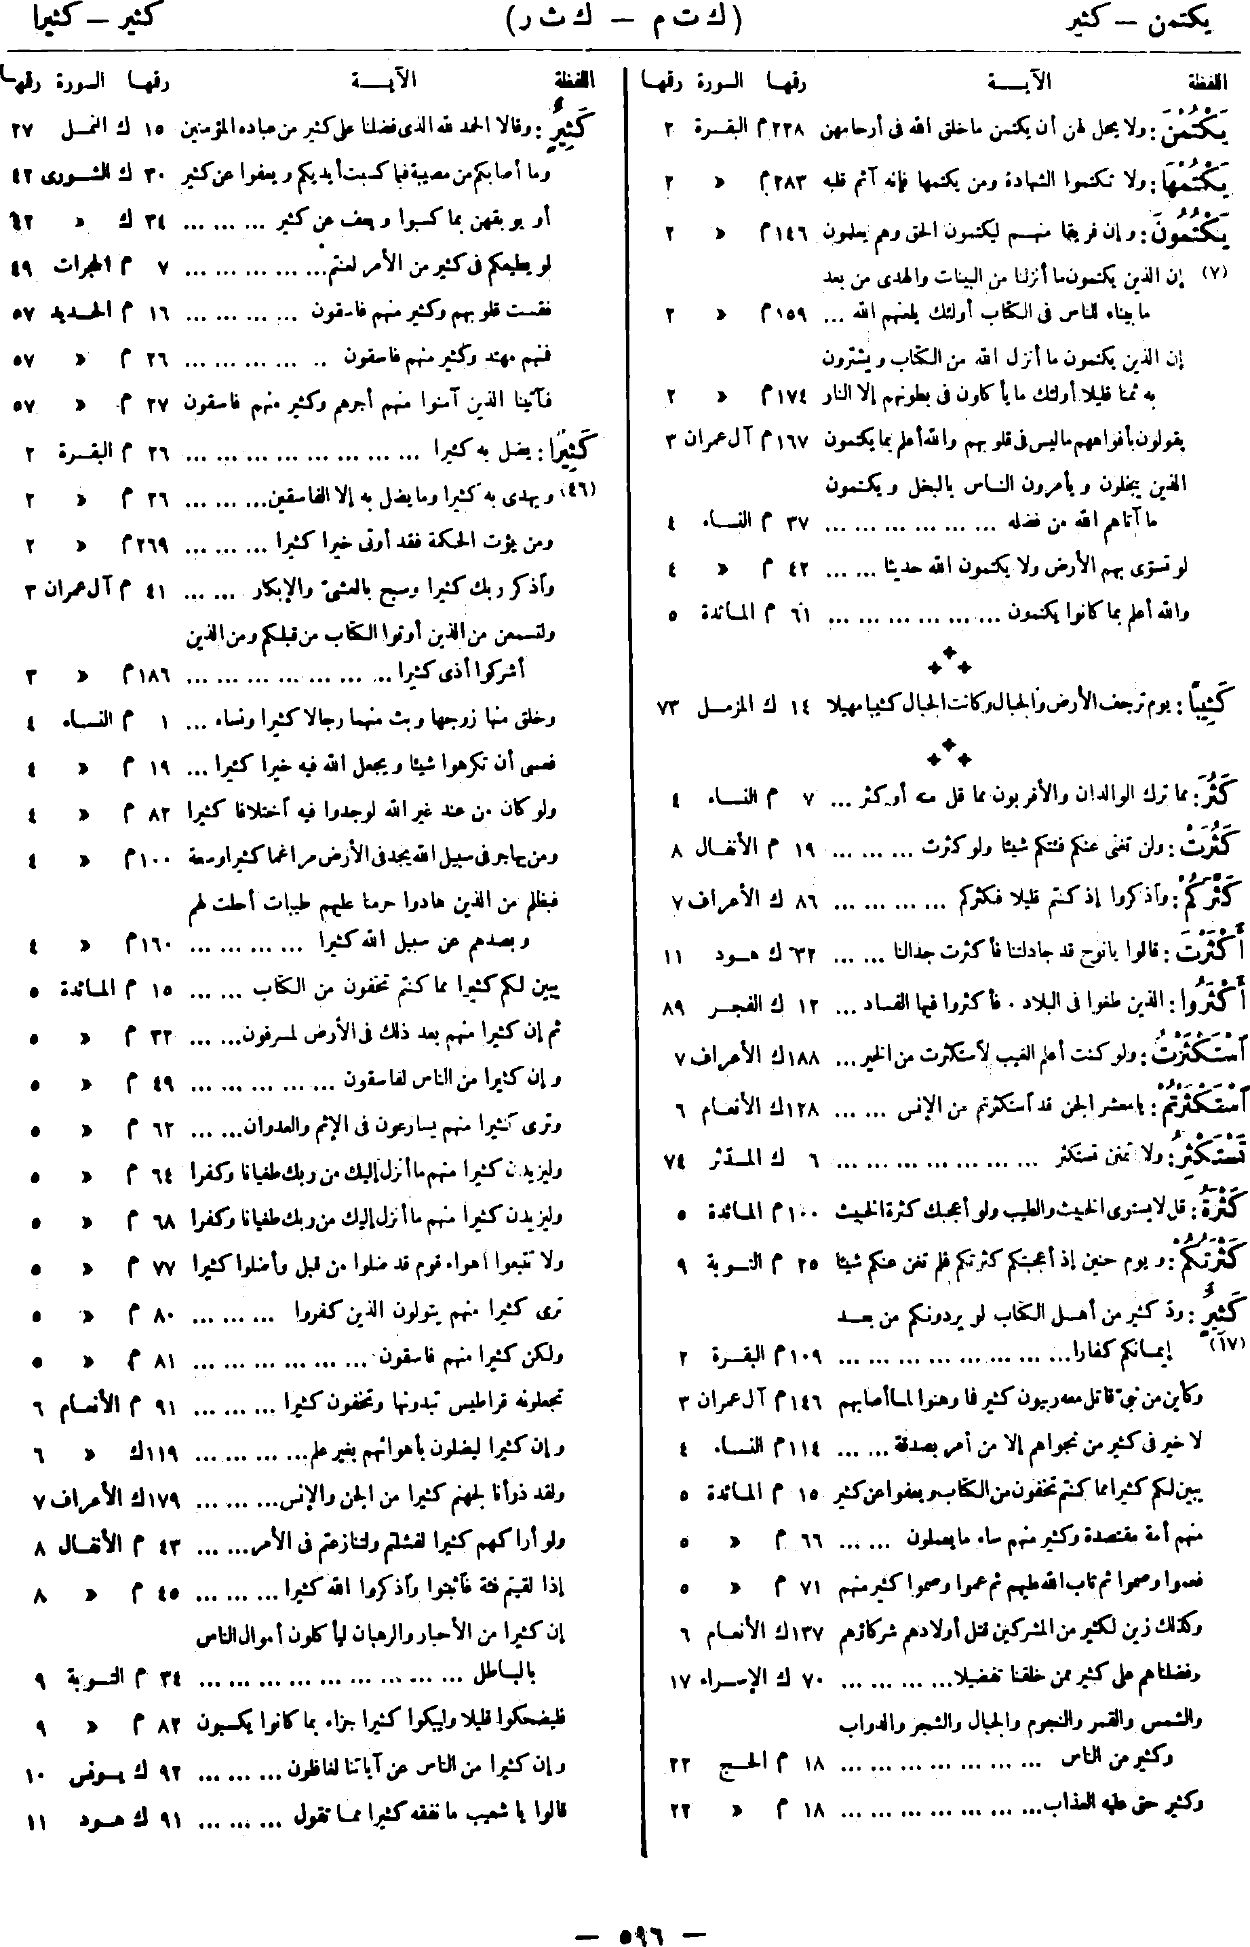 يكتمن — كثير
(ك ت م — ك ث ر)
كثير — كثيرا
اللفظة الآيــة رقمها السورة رقمها
يَكْتُمْنَ : ولا يحل لهن أن يكتمن ما خلق الله فى أرحامهن ٢٢٨ م البقرة ٢
يَكْتُمْهَا : ولا تكتموا الشهادة ومن يكتمها فإنه آثم قلبه ٢٨٣ م » ٢
يَكْتُمُونَ : وإن فريقا منهم ليكتمون الحق وهم يعلمون ١٤٦ م » ٢
(٧) إن الذين يكتمون ما أنزلنا من البينات والهدى من بعد
ما بيناه للناس فى الكتاب أولئك يلعنهم الله ... ١٥٩ م » ٢
إن الذين يكتمون ما أنزل الله من الكتاب ويشترون
به ثمنا قليلا أولئك ما يأكلون فى بطونهم إلا النار ١٧٤ م » ٢
يقولون بأفواههم ما ليس فى قلوبهم والله أعلم بما يكتمون ١٦٧ م آل عمران ٣
الذين يبخلون ويأمرون الناس بالبخل ويكتمون
ما آتاهم الله من فضله ... ... ... ... ... ... ٣٧ م النساء ٤
لو تسوّى بهم الأرض ولا يكتمون الله حديثا ... ... ٤٢ م » ٤
والله أعلم بما كانوا يكتمون ... ... ... ... ... ... ٦١ م المائدة ٥
كَثِيبًا : يوم ترجف الأرض والجبال وكانت الجبال كثيبا مهيلا ١٤ ك المزمل ٧٣
كَثُرَ : مما ترك الوالدان والأقربون مما قل منه أو كثر ... ٧ م النساء ٤
كَثُرَتْ : ولن تغنى عنكم فئتكم شيئا ولو كثرت ... ... ... ١٩ م الأنفال ٨
كَثَّرَكُمْ : وآذكروا إذ كنتم قليلا فكثركم ... ... ... ... ٨٦ ك الأعراف ٧
أَكْثَرْتَ : قالوا يانوح قد جادلتنا فأكثرت جدالنا ... ... ٣٢ ك هود ١١
أَكْثَرُوا : الذين طغوا فى البلاد . فأكثروا فيها الفساد ... ١٢ ك الفجر ٨٩
آسْتَكْثَرْتُ : ولو كنت أعلم الغيب لآستكثرت من الخير ... ١٨٨ ك الأعراف ٧
آسْتَكْثَرْتُمْ : يا معشر الجن قد آستكثرتم من الإنس ... ... ١٢٨ ك الأنعام ٦
تَسْتَكْثِرُ : ولا تمنن تستكثر ... ... ... ... ... ... ... ٦ ك المدّثر ٧٤
كَثْرَةُ : قل لا يستوى الخبيث والطيب ولو أعجبك كثرة الخبيث ١٠٠ م المائدة ٥
كَثْرَتُكُمْ : ويوم حنين إذ أعجبتكم كثرتكم فلم تغن عنكم شيئا ٢٥ م التوبة ٩
كَثِيرٌ : ودّ كثير من أهل الكتاب لو يردونكم من بعد
إيمانكم كفارا ... ... ... ... ... ... ... ... ١٠٩ م البقرة ٢
وكأين من نبىّ قاتل معه ربيون كثير فما وهنوا لما أصابهم ١٤٦ م آل عمران ٣
لا خير فى كثير من نجواهم إلا من أمر بصدقة ... ... ١١٤ م النساء ٤
يبين لكم كثيرا مما كنتم تخفون من الكتاب ويعفوا عن كثير ١٥ م المائدة ٥
منهم أمة مقتصدة وكثير منهم ساء ما يعملون ... ... ٦٦ م » ٥
فعموا وصموا ثم تاب الله عليهم ثم عموا وصموا كثير منهم ٧١ م » ٥
وكذلك زين لكثير من المشركين قتل أولادهم شركاؤهم ١٣٧ ك الأنعام ٦
وفضلناهم على كثير ممن خلقنا تفضيلا ... ... ... ... ٧٠ ك الإسراء ١٧
والشمس والقمر والنجوم والجبال والشجر والدواب
وكثير من الناس ... ... ... ... ... ... ... ١٨ م الحج ٢٢
وكثير حق عليه العذاب ... ... ... ... ... ... ... ١٨ م » ٢٢
اللفظة الآيــة رقمها السورة رقمها
كَثِيرٍ : وقالا الحمد لله الذى فضلنا على كثير من عباده المؤمنين ١٥ ك النمل ٢٧
وما أصابكم من مصيبة فبما كسبت أيديكم ويعفوا عن كثير ٣٠ ك الشورى ٤٢
أو يوبقهن بما كسبوا ويعف عن كثير ... ... ... ... ٣٤ ك » ٤٢
لو يطيعكم فى كثير من الأمر لعنتم ... ... ... ... ... ٧ م الحجرات ٤٩
فقست قلوبهم وكثير منهم فاسقون ... ... ... ... ١٦ م الحديد ٥٧
فمنهم مهتد وكثير منهم فاسقون .. ... ... ... ... ٢٦ م » ٥٧
فآتينا الذين آمنوا منهم أجرهم وكثير منهم فاسقون ٢٧ م » ٥٧
كَثِيرًا : يضل به كثيرا ... ... ... ... ... ... ... ... ٢٦ م البقرة ٢
(٤٦) ويهدى به كثيرا وما يضل به إلا الفاسقين ... ... ... ٢٦ م » ٢
ومن يؤت الحكمة فقد أوتى خيرا كثيرا ... ... ... ٢٦٩ م » ٢
وآذكر ربك كثيرا وسبح بالعشىّ والإبكار ... ... ٤١ م آل عمران ٣
ولتسمعن من الذين أوتوا الكتاب من قبلكم ومن الذين
أشركوا أذى كثيرا .. ... ... ... ... ... ... ١٨٦ م » ٣
وخلق منها زوجها وبث منهما رجالا كثيرا ونساء ... ١ م النساء ٤
فعسى أن تكرهوا شيئا ويجعل الله فيه خيرا كثيرا ... ١٩ م » ٤
ولو كان من عند غير الله لوجدوا فيه آختلافا كثيرا ٨٢ م » ٤
ومن يهاجر فى سبيل الله يجد فى الأرض مراغما كثيرا وسعة ١٠٠ م » ٤
فبظلم من الذين هادوا حرمنا عليهم طيبات أحلت لهم
وبصدهم عن سبيل الله كثيرا ... ... ... ... ١٦٠ م » ٤
يبين لكم كثيرا مما كنتم تخفون من الكتاب ... ... ١٥ م المائدة ٥
ثم إن كثيرا منهم بعد ذلك فى الأرض لمسرفون ... ... ٣٢ م » ٥
وإن كثيرا من الناس لفاسقون ... ... ... ... ... ٤٩ م » ٥
وترى كثيرا منهم يسارعون فى الإثم والعدوان ... ... ٦٢ م » ٥
وليزيدن كثيرا منهم ما أنزل إليك من ربك طغيانا وكفرا ٦٤ م » ٥
وليزيدن كثيرا منهم ما أنزل إليك من ربك طغيانا وكفرا ٦٨ م » ٥
ولا تتبعوا أهواء قوم قد ضلوا من قبل وأضلوا كثيرا ٧٧ م » ٥
ترى كثيرا منهم يتولون الذين كفروا ... ... ... ٨٠ م » ٥
ولكن كثيرا منهم فاسقون ... ... ... ... ... ... ٨١ م » ٥
تجعلونه قراطيس تبدونها وتخفون كثيرا ... ... ... ٩١ م الأنعام ٦
وإن كثيرا ليضلون بأهوائهم بغير علم ... ... ... ... ١١٩ ك » ٦
ولقد ذرأنا لجهنم كثيرا من الجن والإنس ... ... ... ١٧٩ ك الأعراف ٧
ولو أراكهم كثيرا لفشلتم ولتنازعتم فى الأمر ... ... ٤٣ م الأنفال ٨
إذا لقيتم فئة فآثبتوا وآذكروا الله كثيرا ... ... ... ٤٥ م » ٨
إن كثيرا من الأحبار والرهبان ليأكلون أموال الناس
بالباطل ... ... ... ... ... ... ... ... ... ٣٤ م التوبة ٩
فليضحكوا قليلا وليبكوا كثيرا جزاء بما كانوا يكسبون ٨٢ م » ٩
وإن كثيرا من الناس عن آياتنا لغافلون ... ... ... ٩٢ ك يونس ١٠
قالوا يا شعيب ما نفقه كثيرا مما تقول ... ... ... ٩١ ك هود ١١
— ٥٩٦ —